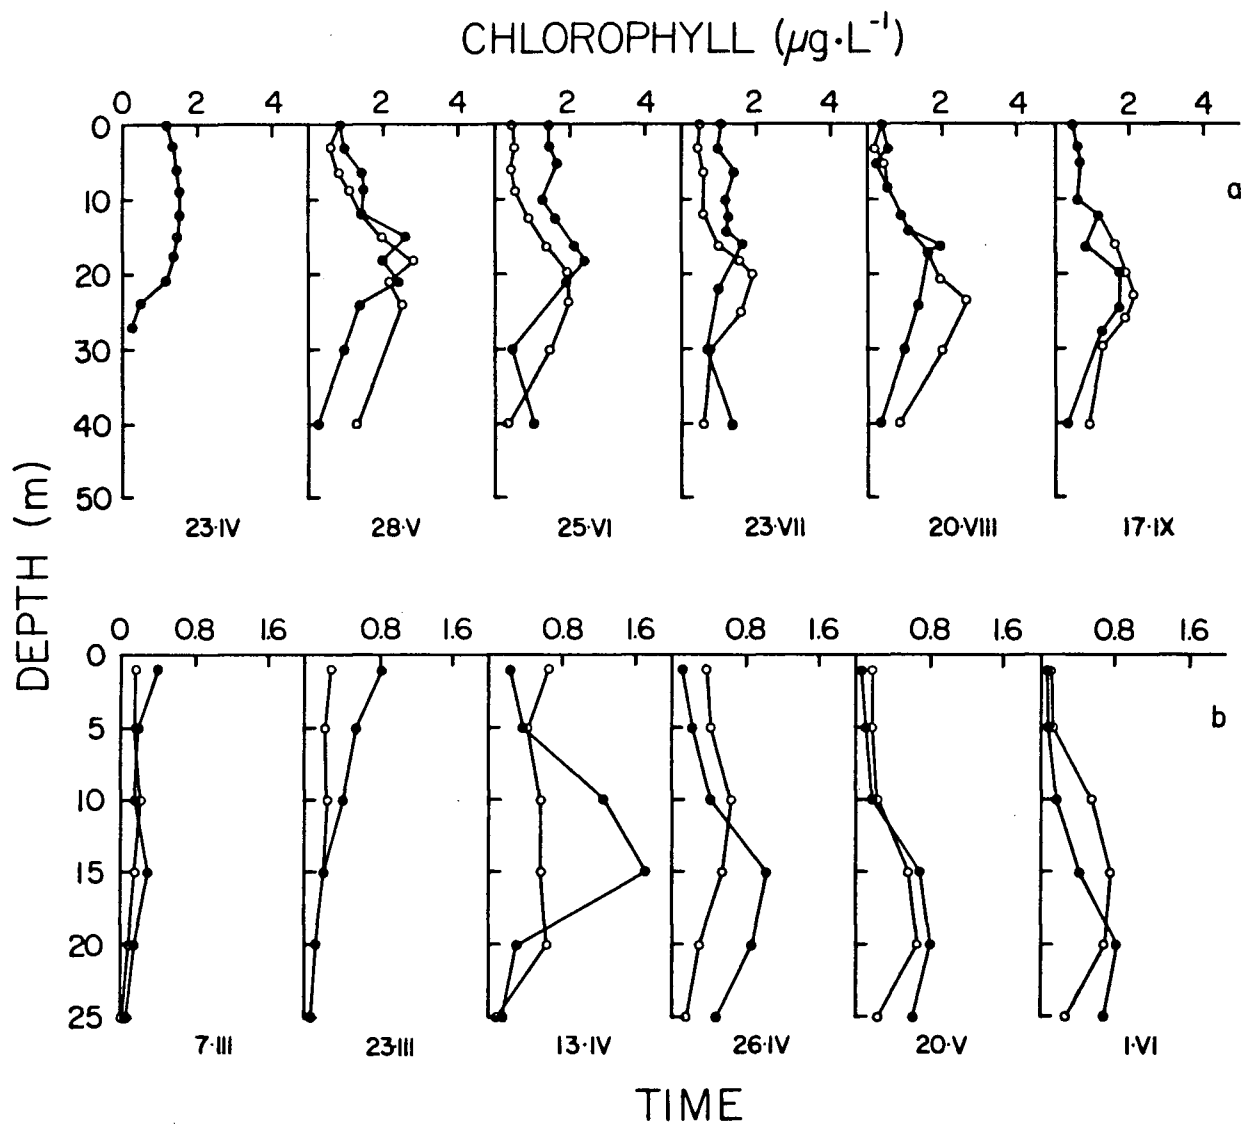 CHLOROPHYLL (µg·L⁻¹)
0 2 4 2 4 2 4 2 4 2 4 2 4
0
10
20
30
40
50
a
23·IV 28·V 25·VI 23·VII 20·VIII 17·IX
DEPTH (m)
0 0.8 1.6 0.8 1.6 0.8 1.6 0.8 1.6 0.8 1.6 0.8 1.6
0
5
10
15
20
25
b
7·III 23·III 13·IV 26·IV 20·V 1·VI
TIME